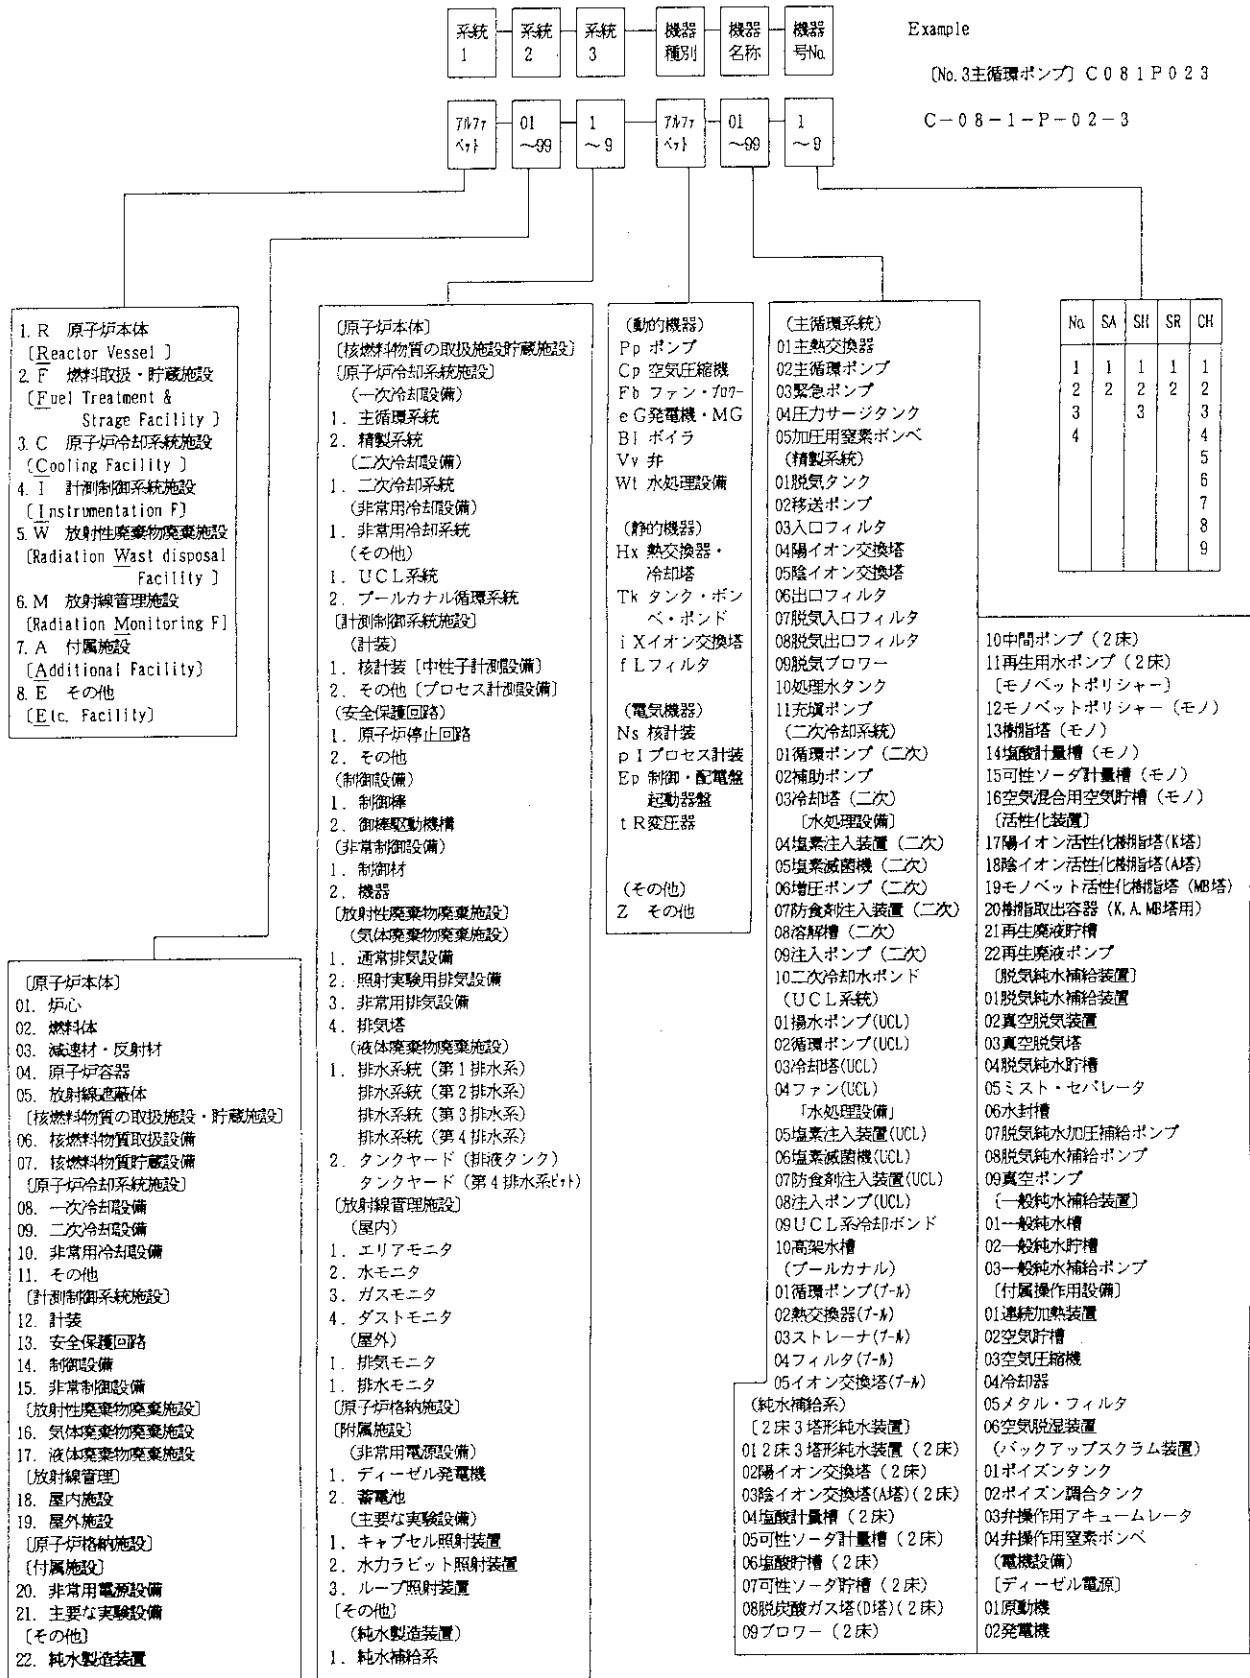 系統1
系統2
系統3
機器種別
機器名称
機器号No.
Example
〔No.3主循環ポンプ〕C081P023
C-08-1-P-02-3
アルファベット
01～99
1～9
アルファベット
01～99
1～9
1. R 原子炉本体
〔Reactor Vessel 〕
2. F 燃料取扱・貯蔵施設
〔Fuel Treatment &
Strage Facility 〕
3. C 原子炉冷却系統施設
〔Cooling Facility 〕
4. I 計測制御系統施設
〔Instrumentation F〕
5. W 放射性廃棄物廃棄施設
〔Radiation Wast disposal
Facility 〕
6. M 放射線管理施設
〔Radiation Monitoring F〕
7. A 付属施設
〔Additional Facility〕
8. E その他
〔Etc. Facility〕
〔原子炉本体〕
01. 炉心
02. 燃料体
03. 減速材・反射材
04. 原子炉容器
05. 放射線遮蔽体
〔核燃料物質の取扱施設・貯蔵施設〕
06. 核燃料物質取扱設備
07. 核燃料物質貯蔵設備
〔原子炉冷却系統施設〕
08. 一次冷却設備
09. 二次冷却設備
10. 非常用冷却設備
11. その他
〔計測制御系統施設〕
12. 計装
13. 安全保護回路
14. 制御設備
15. 非常制御設備
〔放射性廃棄物廃棄施設〕
16. 気体廃棄物廃棄施設
17. 液体廃棄物廃棄施設
〔放射線管理〕
18. 屋内施設
19. 屋外施設
〔原子炉格納施設〕
〔付属施設〕
20. 非常用電源設備
21. 主要な実験設備
〔その他〕
22. 純水製造装置
〔原子炉本体〕
〔核燃料物質の取扱施設貯蔵施設〕
〔原子炉冷却系統施設〕
(一次冷却設備)
1. 主循環系統
2. 精製系統
(二次冷却設備)
1. 二次冷却系統
(非常用冷却設備)
1. 非常用冷却系統
(その他)
1. UCL系統
2. プールカナル循環系統
〔計測制御系統施設〕
(計装)
1. 核計装〔中性子計測設備〕
2. その他〔プロセス計測設備〕
(安全保護回路)
1. 原子炉停止回路
2. その他
(制御設備)
1. 制御棒
2. 御棒駆動機構
(非常制御設備)
1. 制御材
2. 機器
〔放射性廃棄物廃棄施設〕
(気体廃棄物廃棄施設)
1. 通常排気設備
2. 照射実験用排気設備
3. 非常用排気設備
4. 排気塔
(液体廃棄物廃棄施設)
1. 排水系統(第1排水系)
排水系統(第2排水系)
排水系統(第3排水系)
排水系統(第4排水系)
2. タンクヤード(排液タンク)
タンクヤード(第4排水系ピット)
〔放射線管理施設〕
(屋内)
1. エリアモニタ
2. 水モニタ
3. ガスモニタ
4. ダストモニタ
(屋外)
1. 排気モニタ
1. 排水モニタ
〔原子炉格納施設〕
〔附属施設〕
(非常用電源設備)
1. ディーゼル発電機
2. 蓄電池
(主要な実験設備)
1. キャプセル照射装置
2. 水力ラビット照射装置
3. ループ照射装置
〔その他〕
(純水製造装置)
1. 純水補給系
(動的機器)
Pp ポンプ
Cp 空気圧縮機
Fb ファン・ブロワー
eG発電機・MG
Bl ボイラ
Vv 弁
Wt 水処理設備
(静的機器)
Hx 熱交換器・
冷却塔
Tk タンク・ボン
ベ・ポンド
iXイオン交換塔
fLフィルタ
(電気機器)
Ns 核計装
pIプロセス計装
Ep 制御・配電盤
起動器盤
tR変圧器
(その他)
Z その他
(主循環系統)
01主熱交換器
02主循環ポンプ
03緊急ポンプ
04圧力サージタンク
05加圧用窒素ボンベ
(精製系統)
01脱気タンク
02移送ポンプ
03入口フィルタ
04陽イオン交換塔
05陰イオン交換塔
06出口フィルタ
07脱気入口フィルタ
08脱気出口フィルタ
09脱気ブロワー
10処理水タンク
11充填ポンプ
(二次冷却系統)
01循環ポンプ(二次)
02補助ポンプ
03冷却塔(二次)
〔水処理設備〕
04塩素注入装置(二次)
05塩素滅菌機(二次)
06増圧ポンプ(二次)
07防食剤注入装置(二次)
08溶解槽(二次)
09注入ポンプ(二次)
10二次冷却水ポンド
(UCL系統)
01揚水ポンプ(UCL)
02循環ポンプ(UCL)
03冷却塔(UCL)
04ファン(UCL)
「水処理設備」
05塩素注入装置(UCL)
06塩素滅菌機(UCL)
07防食剤注入装置(UCL)
08注入ポンプ(UCL)
09UCL系冷却ポンド
10高架水槽
(プールカナル)
01循環ポンプ(プール)
02熱交換器(プール)
03ストレーナ(プール)
04フィルタ(プール)
05イオン交換塔(プール)
(純水補給系)
〔2床3塔形純水装置〕
012床3塔形純水装置(2床)
02陽イオン交換塔(2床)
03陰イオン交換塔(A塔)(2床)
04塩酸計量槽(2床)
05可性ソーダ計量槽(2床)
06塩酸貯槽(2床)
07可性ソーダ貯槽(2床)
08脱炭酸ガス塔(D塔)(2床)
09ブロワー(2床)
No. SA SH SR CH
1 1 1 1 1
2 2 2 2 2
3 3 3
4 4
5
6
7
8
9
10中間ポンプ(2床)
11再生用水ポンプ(2床)
〔モノベットポリシャー〕
12モノベットポリシャー(モノ)
13樹脂塔(モノ)
14塩酸計量槽(モノ)
15可性ソーダ計量槽(モノ)
16空気混合用空気貯槽(モノ)
〔活性化装置〕
17陽イオン活性化樹脂塔(K塔)
18陰イオン活性化樹脂塔(A塔)
19モノベット活性化樹脂塔(MB塔)
20樹脂取出容器(K,A,MB塔用)
21再生廃液貯槽
22再生廃液ポンプ
〔脱気純水補給装置〕
01脱気純水補給装置
02真空脱気装置
03真空脱気塔
04脱気純水貯槽
05ミスト・セパレータ
06水封槽
07脱気純水加圧補給ポンプ
08脱気純水補給ポンプ
09真空ポンプ
〔一般純水補給装置〕
01一般純水槽
02一般純水貯槽
03一般純水補給ポンプ
〔付属操作用設備〕
01連続加熱装置
02空気貯槽
03空気圧縮機
04冷却器
05メタル・フィルタ
06空気脱湿装置
(バックアップスクラム装置)
01ポイズンタンク
02ポイズン調合タンク
03弁操作用アキュームレータ
04弁操作用窒素ボンベ
(電機設備)
〔ディーゼル電源〕
01原動機
02発電機